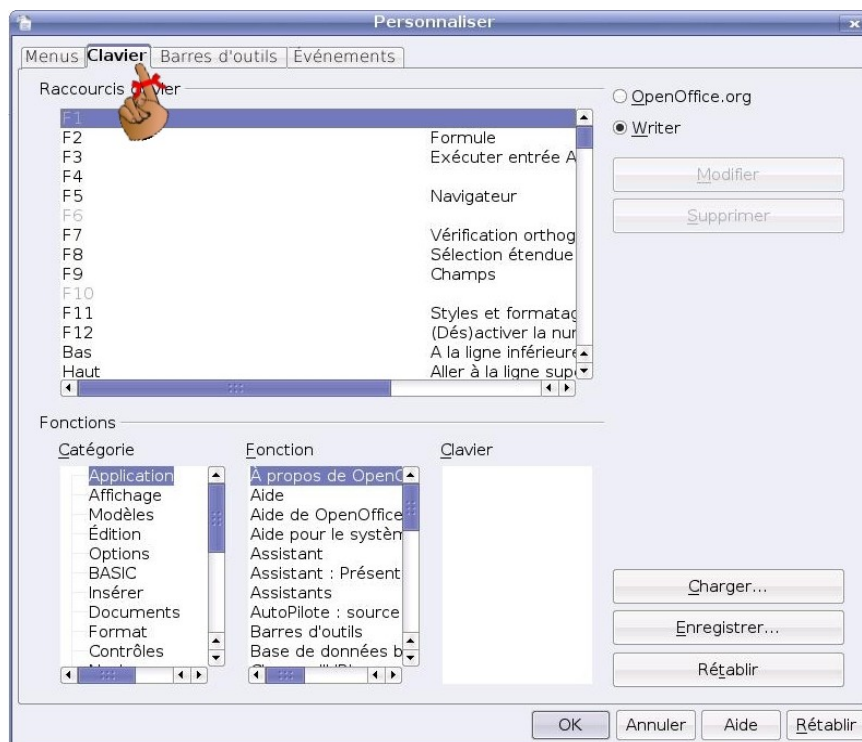 Personnaliser
Menus Clavier Barres d'outils Événements
Raccourcis
OpenOffice.org
Writer
F1
F2 Formule
F3 Exécuter entrée A
F4
F5 Navigateur
F6
F7 Vérification orthog
F8 Sélection étendue
F9 Champs
F10
F11 Styles et formatag
F12 (Dés)activer la nur
Bas A la ligne inférieure
Haut Aller à la ligne supe
Modifier
Supprimer
Fonctions
Catégorie
Application
Affichage
Modèles
Édition
Options
BASIC
Insérer
Documents
Format
Contrôles
Fonction
À propos de OpenO
Aide
Aide de OpenOffice
Aide pour le systèm
Assistant
Assistant : Présent
Assistants
AutoPilote : source
Barres d'outils
Base de données b
Clavier
Charger...
Enregistrer...
Rétablir
OK Annuler Aide Rétablir